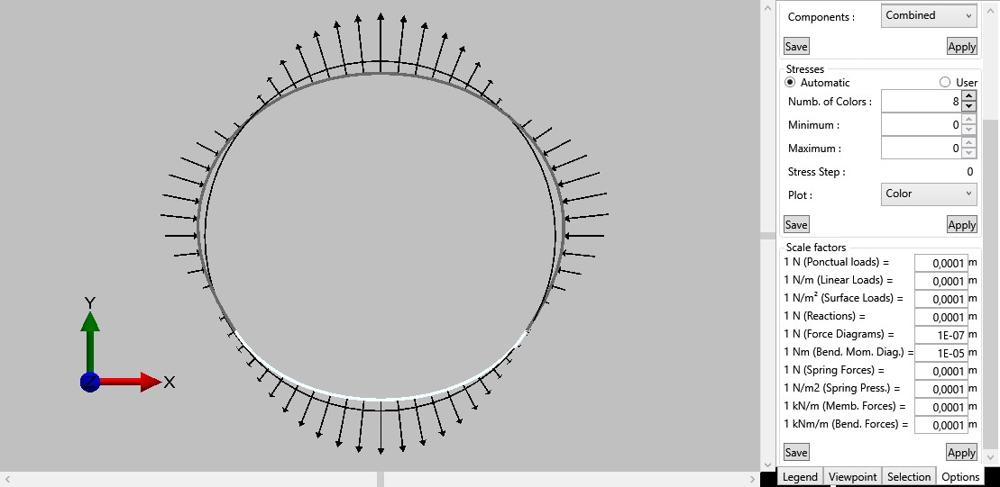 Components : Combined
Save Apply
Stresses
Automatic User
Numb. of Colors : 8
Minimum : 0
Maximum : 0
Stress Step : 0
Plot : Color
Save Apply
Scale factors
1 N (Ponctual loads) = 0,0001 m
1 N/m (Linear Loads) = 0,0001 m
1 N/m² (Surface Loads) = 0,0001 m
1 N (Reactions) = 0,0001 m
1 N (Force Diagrams) = 1E-07 m
1 Nm (Bend. Mom. Diag.) = 1E-05 m
1 N (Spring Forces) = 0,0001 m
1 N/m2 (Spring Press.) = 0,0001 m
1 kN/m (Memb. Forces) = 0,0001 m
1 kNm/m (Bend. Forces) = 0,0001 m
Save Apply
Legend Viewpoint Selection Options
Y
Z X